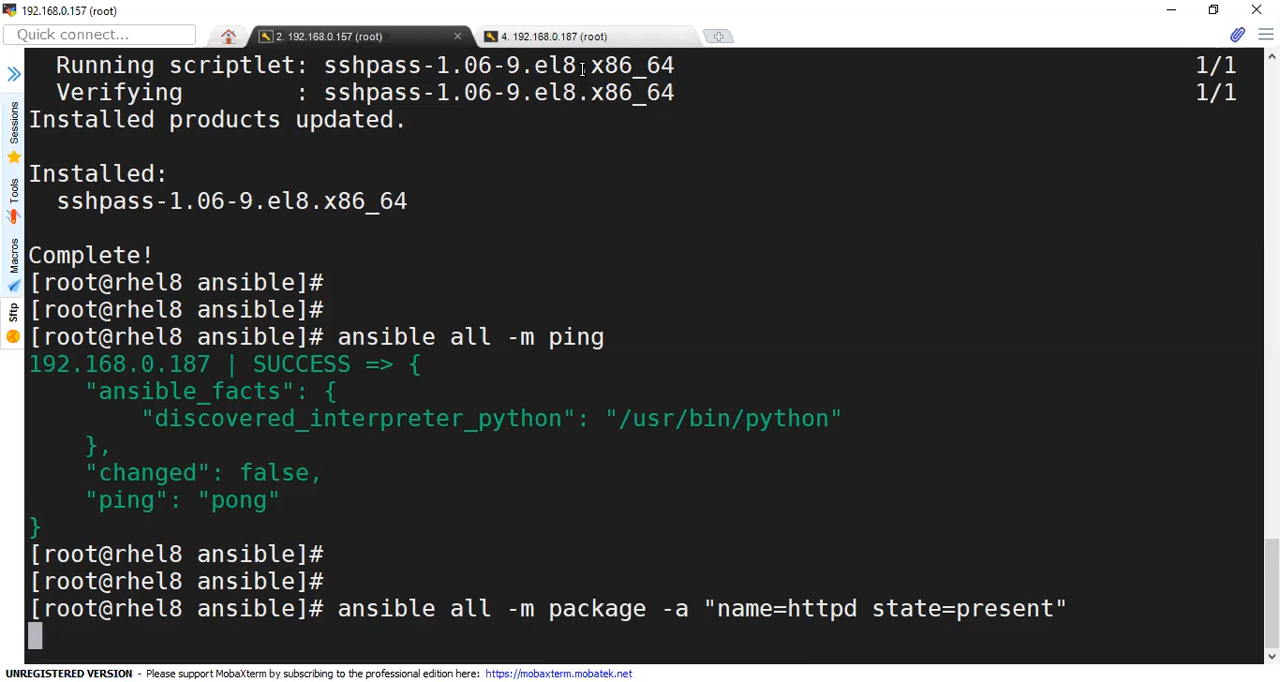 192.168.0.157 (root)
Quick connect...
2. 192.168.0.157 (root)
4. 192.168.0.187 (root)
Sessions
Tools
Macros
Sftp
Running scriptlet: sshpass-1.06-9.el8.x86_64 1/1
Verifying : sshpass-1.06-9.el8.x86_64 1/1
Installed products updated.
Installed:
sshpass-1.06-9.el8.x86_64
Complete!
[root@rhel8 ansible]#
[root@rhel8 ansible]#
[root@rhel8 ansible]# ansible all -m ping
192.168.0.187 | SUCCESS => {
"ansible_facts": {
"discovered_interpreter_python": "/usr/bin/python"
},
"changed": false,
"ping": "pong"
}
[root@rhel8 ansible]#
[root@rhel8 ansible]#
[root@rhel8 ansible]# ansible all -m package -a "name=httpd state=present"
UNREGISTERED VERSION - Please support MobaXterm by subscribing to the professional edition here: https://mobaxterm.mobatek.net